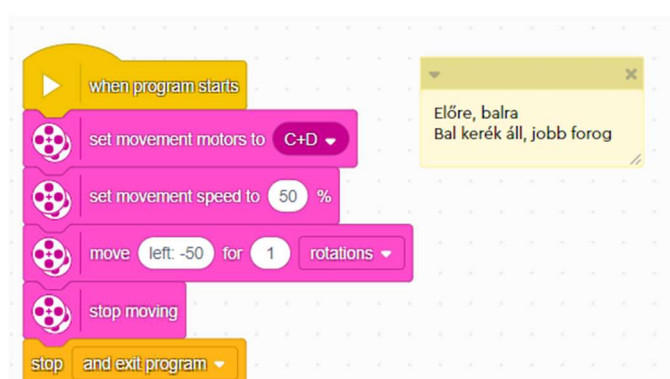 when program starts
set movement motors to C+D
set movement speed to 50 %
move left: -50 for 1 rotations
stop moving
stop and exit program
Előre, balra
Bal kerék áll, jobb forog